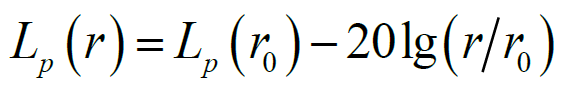 L_p(r) = L_p(r_0) − 20lg(r/r_0)